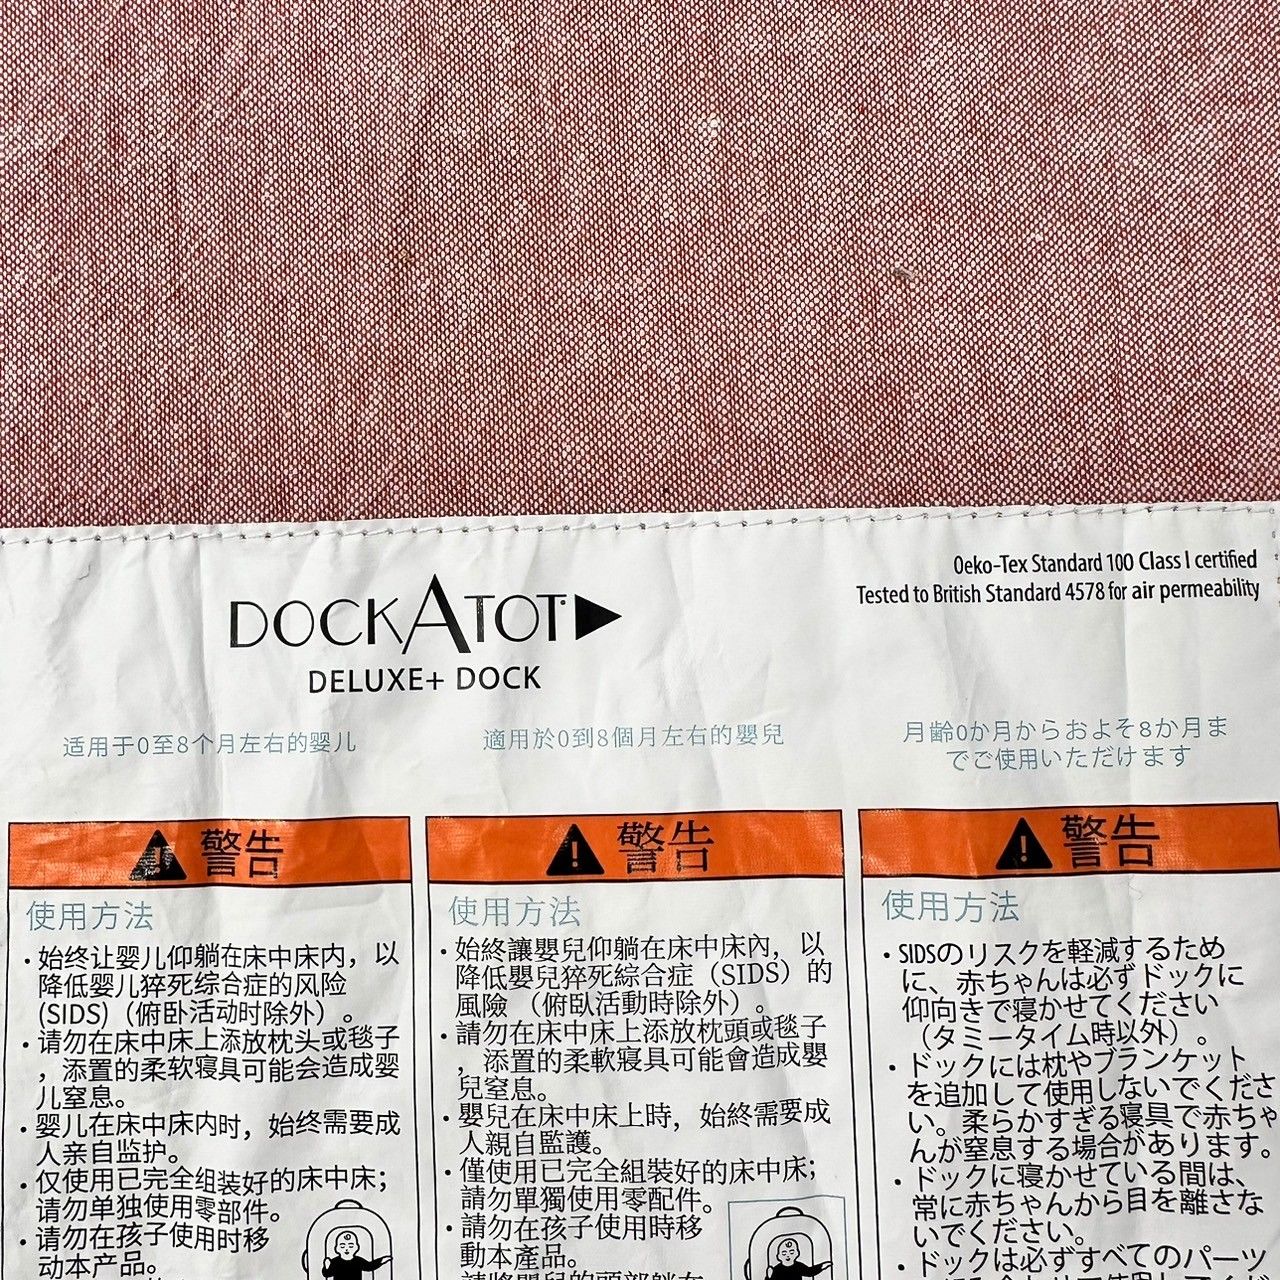 Oeko-Tex Standard 100 Class I certified
Tested to British Standard 4578 for air permeability
DOCKATOT
DELUXE+ DOCK
适用于0至8个月左右的婴儿
適用於0到8個月左右的嬰兒
月齢0か月からおよそ8か月ま
でご使用いただけます
警告
使用方法
・始终让婴儿仰躺在床中床内，以
降低婴儿猝死综合症的风险
(SIDS)（俯卧活动时除外）。
・请勿在床中床上添放枕头或毯子
，添置的柔软寝具可能会造成婴
儿窒息。
・婴儿在床中床内时，始终需要成
人亲自监护。
・仅使用已完全组装好的床中床；
请勿单独使用零部件。
・请勿在孩子使用时移
动本产品。
警告
使用方法
・始終讓嬰兒仰躺在床中床內，以
降低嬰兒猝死綜合症（SIDS）的
風險（俯臥活動時除外）。
・請勿在床中床上添放枕頭或毯子
，添置的柔軟寢具可能會造成嬰
兒窒息。
・嬰兒在床中床上時，始終需要成
人親自監護。
・僅使用已完全組裝好的床中床；
請勿單獨使用零配件。
・請勿在孩子使用時移
動本產品。
警告
使用方法
・SIDSのリスクを軽減するため
に、赤ちゃんは必ずドックに
仰向きで寝かせてください
（タミータイム時以外）。
・ドックには枕やブランケット
を追加して使用しないでくださ
い。柔らかすぎる寝具で赤ちゃ
んが窒息する場合があります。
・ドックに寝かせている間は、
常に赤ちゃんから目を離さな
いでください。
・ドックは必ずすべてのパーツ